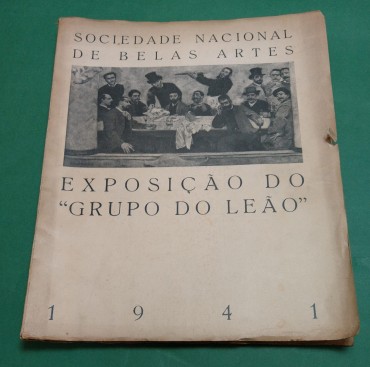 SOCIEDADE NACIONAL
DE BELAS ARTES
EXPOSIÇÃO DO
“GRUPO DO LEÃO”
1 9 4 1